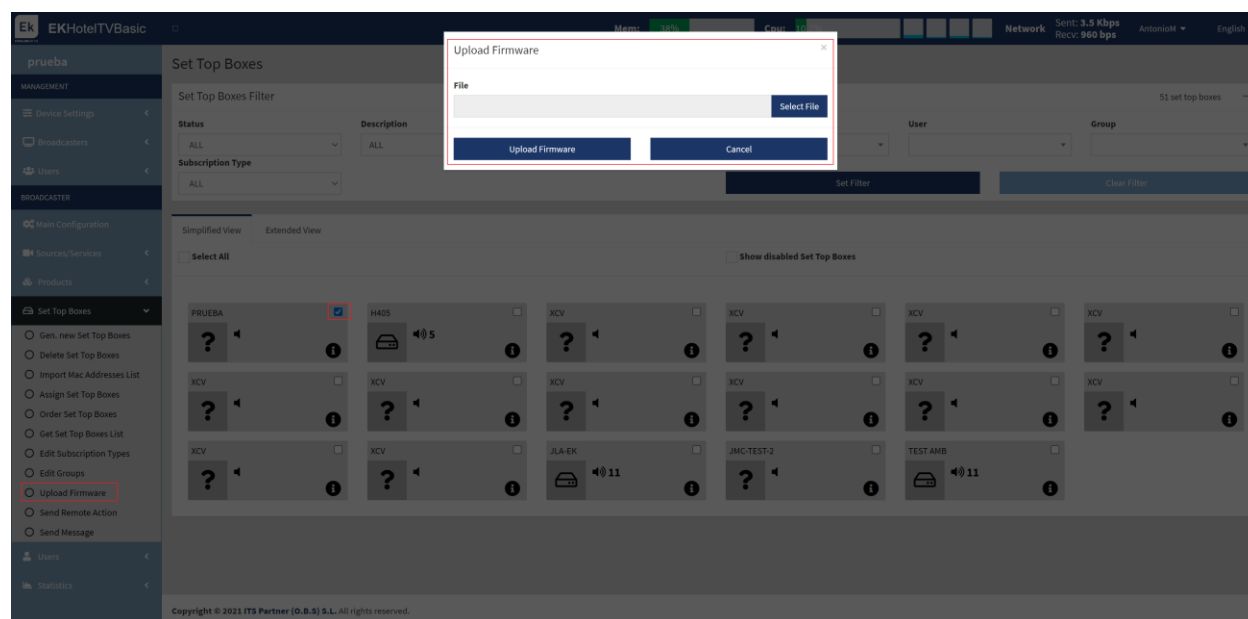 Ek EKHotelTVBasic
Mem: 38% Cpu: Network Sent: 3.5 Kbps AntonioM English
Recv: 960 bps
prueba
MANAGEMENT
Device Settings
Broadcasters
Users
BROADCASTER
Main Configuration
Sources/Services
Products
Set Top Boxes
Gen. new Set Top Boxes
Delete Set Top Boxes
Import Mac Addresses List
Assign Set Top Boxes
Order Set Top Boxes
Get Set Top Boxes List
Edit Subscription Types
Edit Groups
Upload Firmware
Send Remote Action
Send Message
Users
Statistics
Upload Firmware ×
File
Select File
Upload Firmware Cancel
Set Top Boxes
Set Top Boxes Filter 51 set top boxes
Status Description User Group
ALL ALL
Subscription Type
ALL Set Filter Clear Filter
Simplified View Extended View
Select All Show disabled Set Top Boxes
PRUEBA H405 XCV XCV XCV XCV
? 5 ? ? ? ?
XCV XCV XCV XCV XCV XCV
? ? ? ? ? ?
XCV XCV JLA-EK JMC-TEST-2 TEST AMB
? ? 11 ? 11
Copyright © 2021 ITS Partner (O.B.S) S.L. All rights reserved.